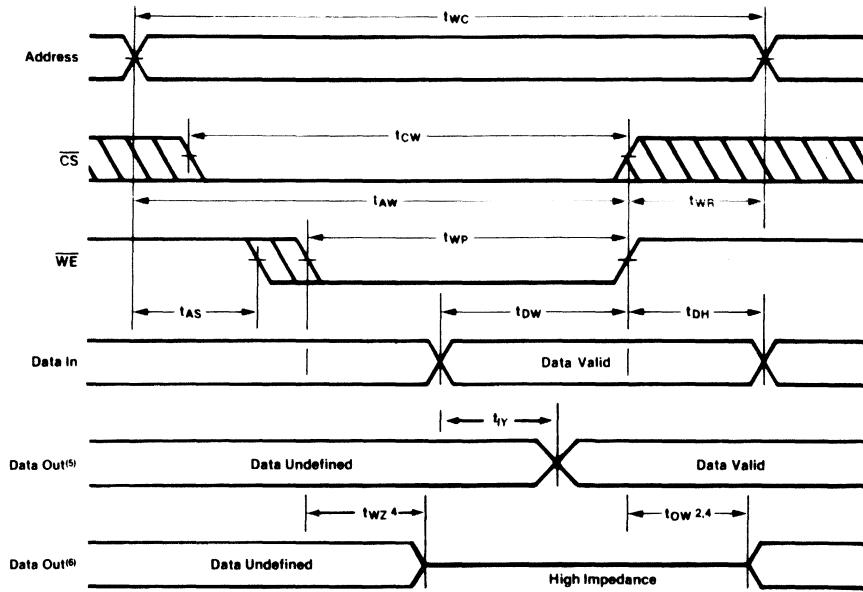 tWC
Address
tCW
CS
tAW
tWR
tWP
WE
tAS
tDW
tDH
Data In
Data Valid
tIY
Data Out(5)
Data Undefined
Data Valid
tWZ 4
tOW 2,4
Data Out(6)
Data Undefined
High Impedance